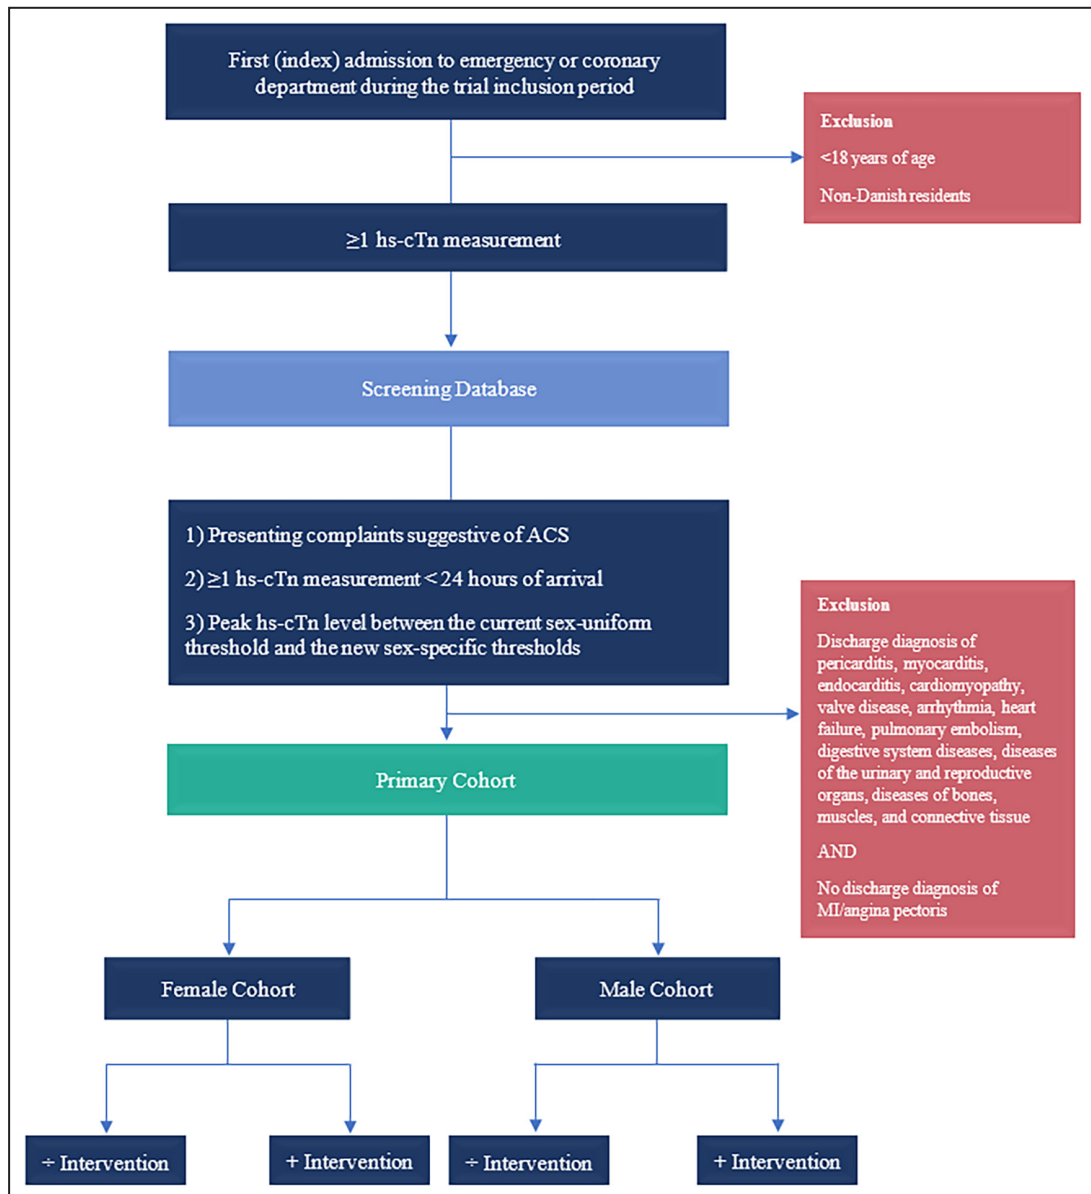 First (index) admission to emergency or coronary
department during the trial inclusion period
Exclusion
<18 years of age
Non-Danish residents
≥1 hs-cTn measurement
Screening Database
1) Presenting complaints suggestive of ACS
2) ≥1 hs-cTn measurement < 24 hours of arrival
3) Peak hs-cTn level between the current sex-uniform
threshold and the new sex-specific thresholds
Exclusion
Discharge diagnosis of
pericarditis, myocarditis,
endocarditis, cardiomyopathy,
valve disease, arrhythmia, heart
failure, pulmonary embolism,
digestive system diseases, diseases
of the urinary and reproductive
organs, diseases of bones,
muscles, and connective tissue
AND
No discharge diagnosis of
MI/angina pectoris
Primary Cohort
Female Cohort
Male Cohort
÷ Intervention
+ Intervention
÷ Intervention
+ Intervention